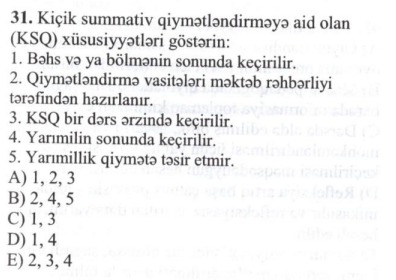 31. Kiçik summativ qiymətləndirməyə aid olan
(KSQ) xüsusiyyətləri göstərin:
1. Bəhs və ya bölmənin sonunda keçirilir.
2. Qiymətləndirmə vasitələri məktəb rəhbərliyi
tərəfindən hazırlanır.
3. KSQ bir dərs ərzində keçirilir.
4. Yarımilin sonunda keçirilir.
5. Yarımillik qiymətə təsir etmir.
A) 1, 2, 3
B) 2, 4, 5
C) 1, 3
D) 1, 4
E) 2, 3, 4